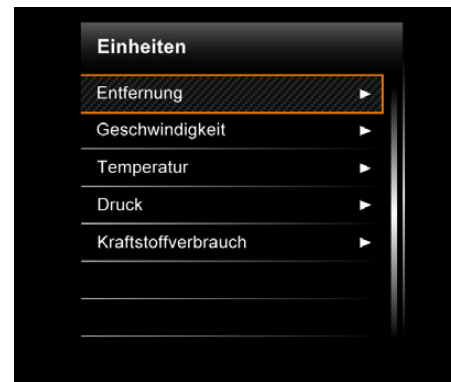 Einheiten
Entfernung
Geschwindigkeit
Temperatur
Druck
Kraftstoffverbrauch